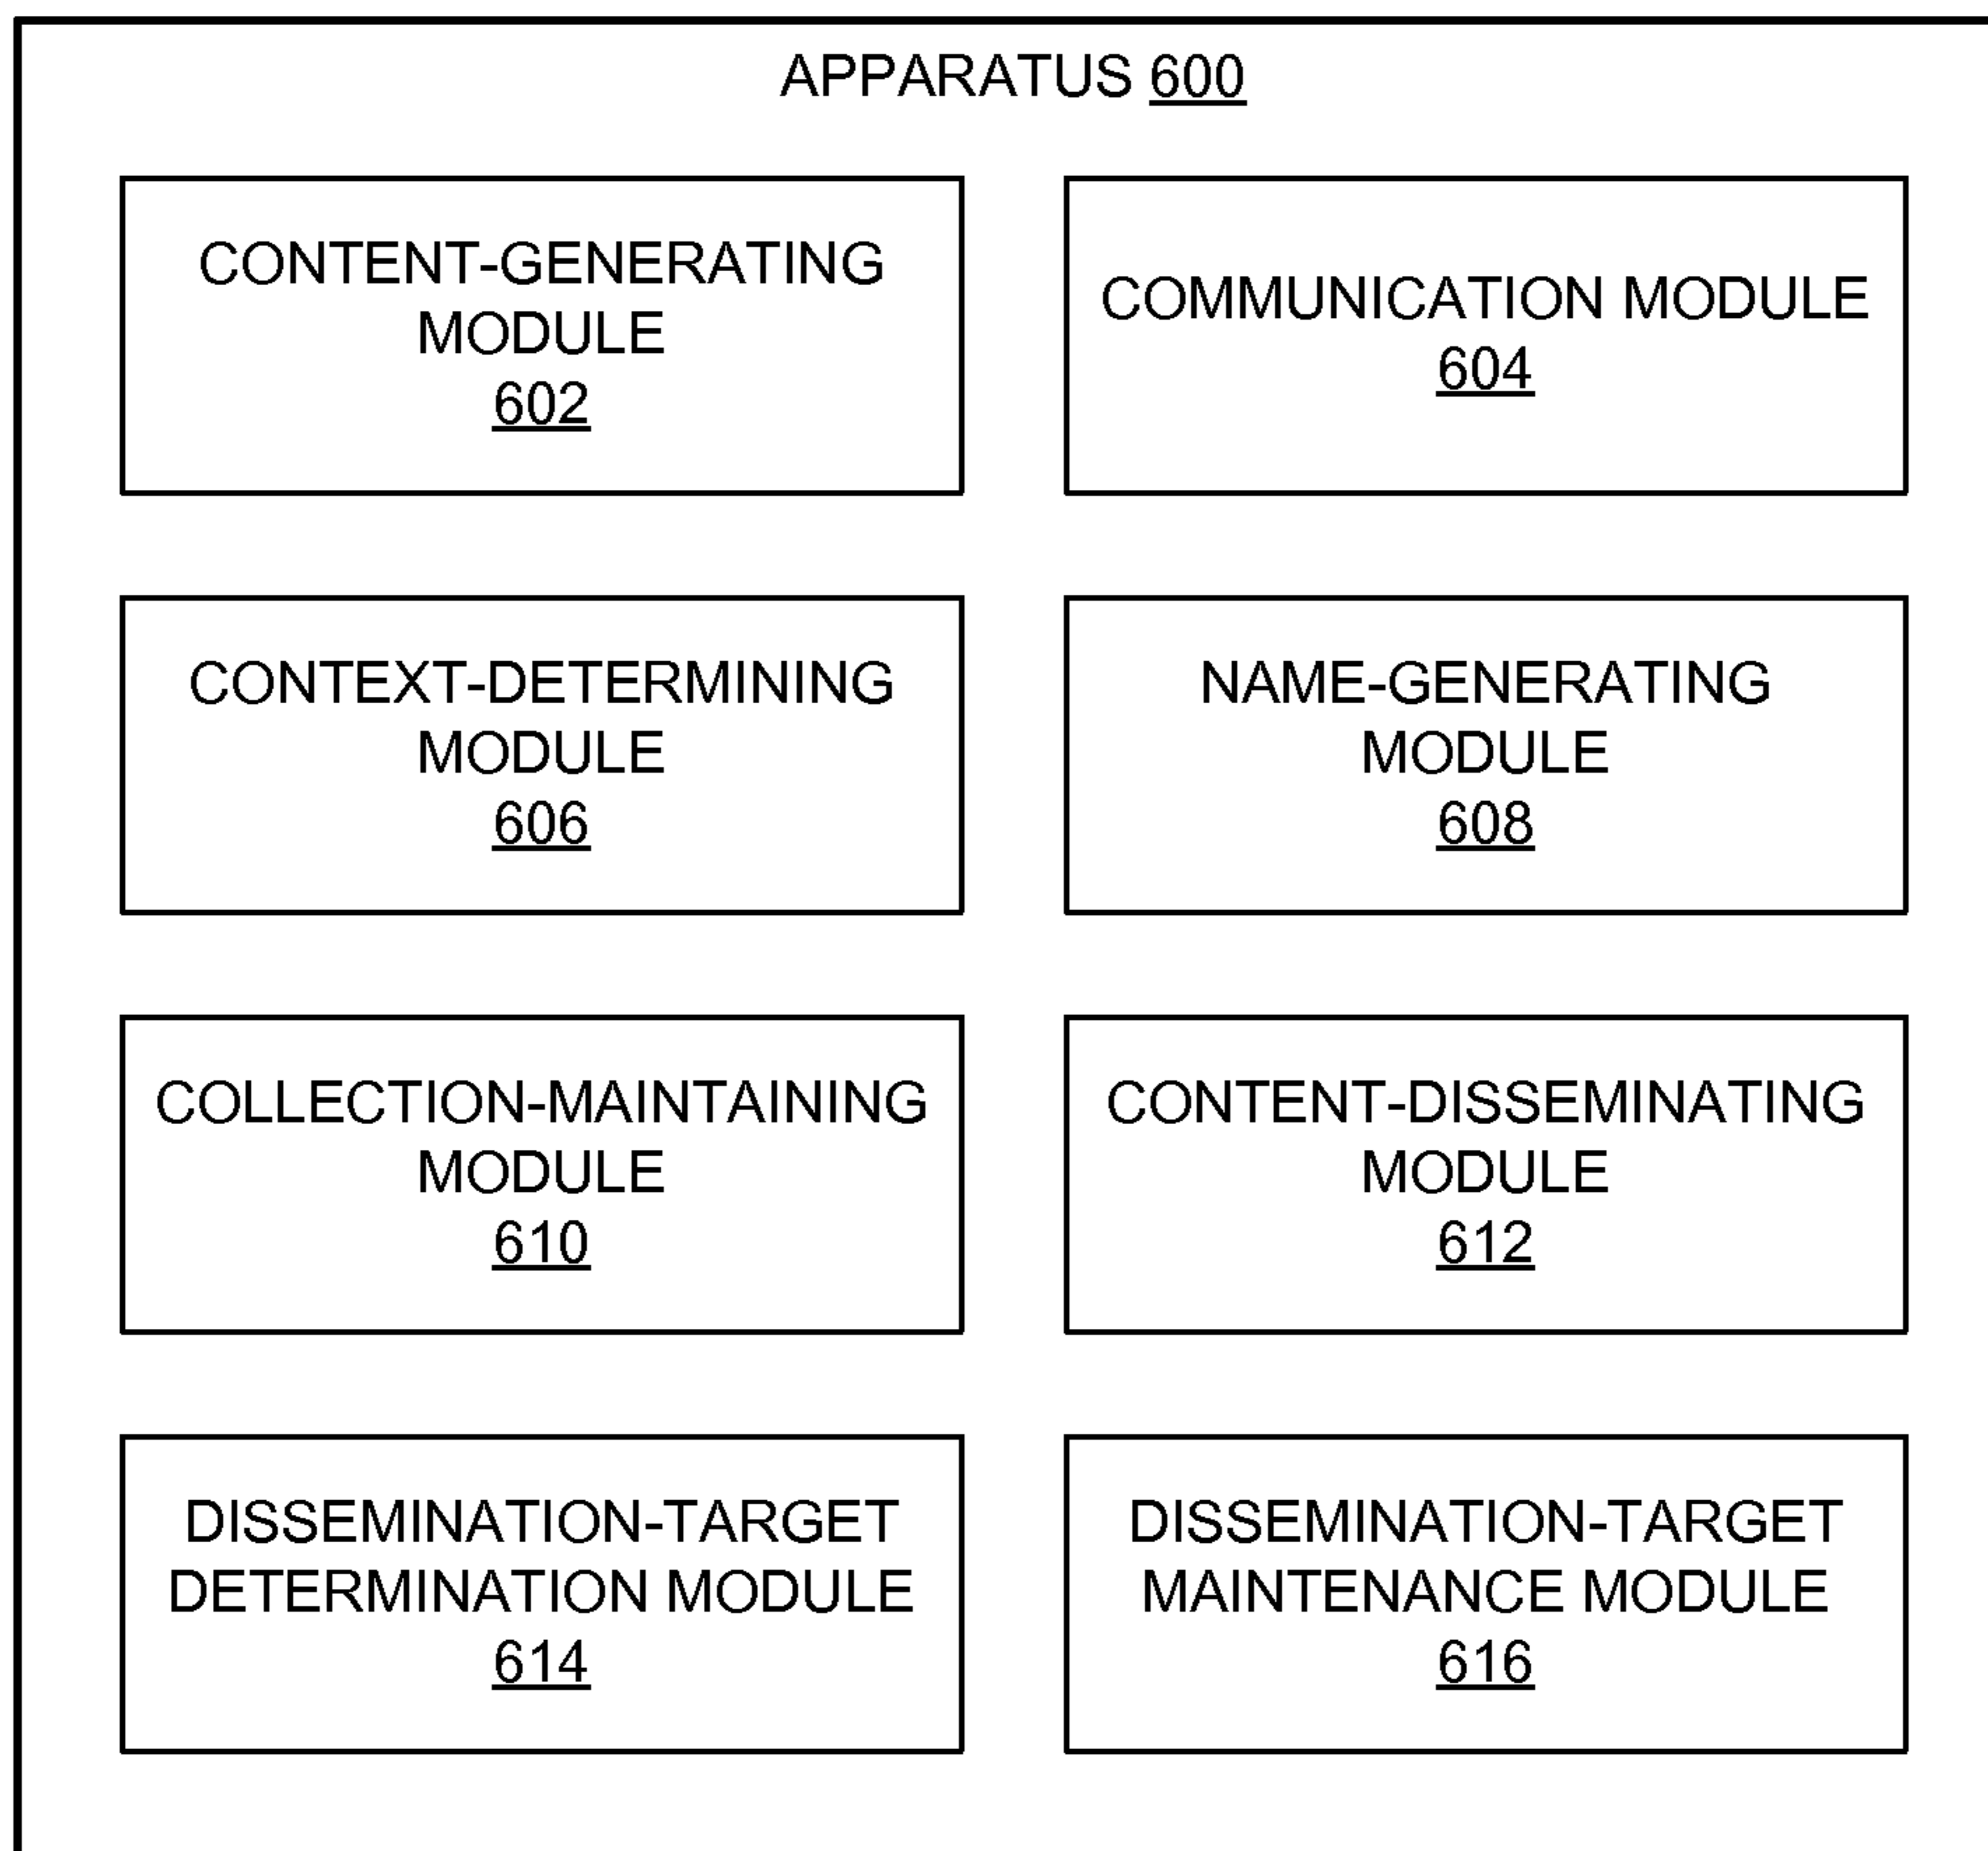 APPARATUS 600
CONTENT-GENERATING
MODULE
602
COMMUNICATION MODULE
604
CONTEXT-DETERMINING
MODULE
606
NAME-GENERATING
MODULE
608
COLLECTION-MAINTAINING
MODULE
610
CONTENT-DISSEMINATING
MODULE
612
DISSEMINATION-TARGET
DETERMINATION MODULE
614
DISSEMINATION-TARGET
MAINTENANCE MODULE
616